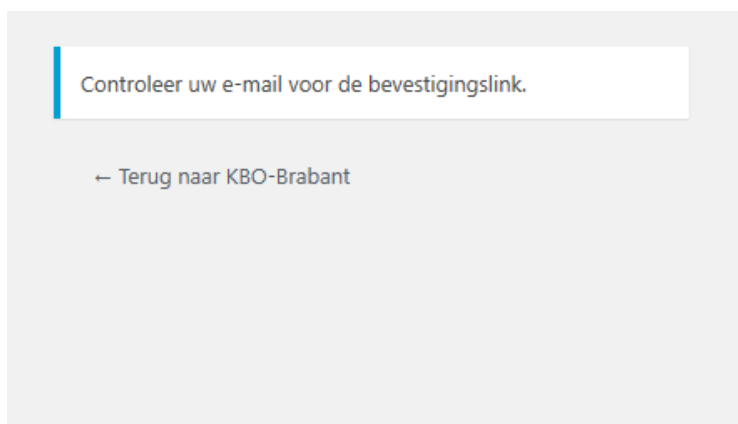 Controleer uw e-mail voor de bevestigingslink.
← Terug naar KBO-Brabant